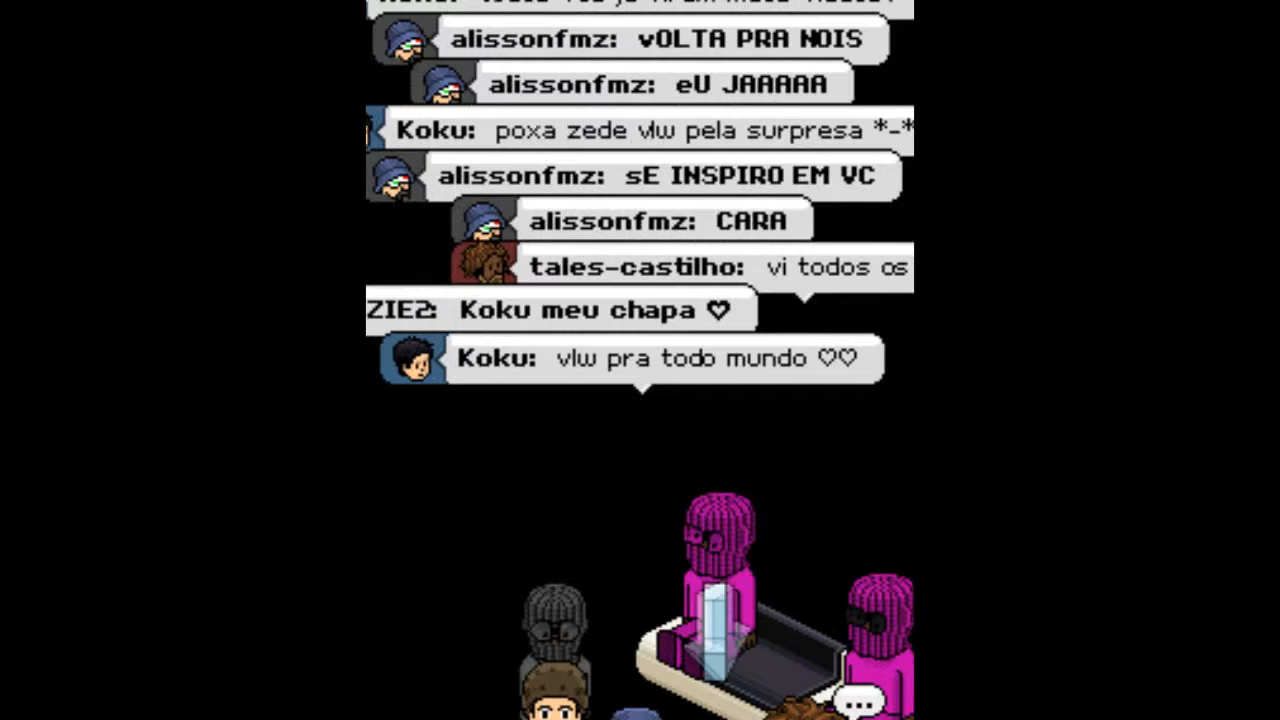 alissonfmz: vOLTA PRA NOIS
alissonfmz: eU JAAAAA
Koku: poxa zede vlw pela surpresa *-*
alissonfmz: sE INSPIRO EM VC
alissonfmz: CARA
tales-castilho: vi todos os
ZIE2: Koku meu chapa ♡
Koku: vlw pra todo mundo ♡♡
...